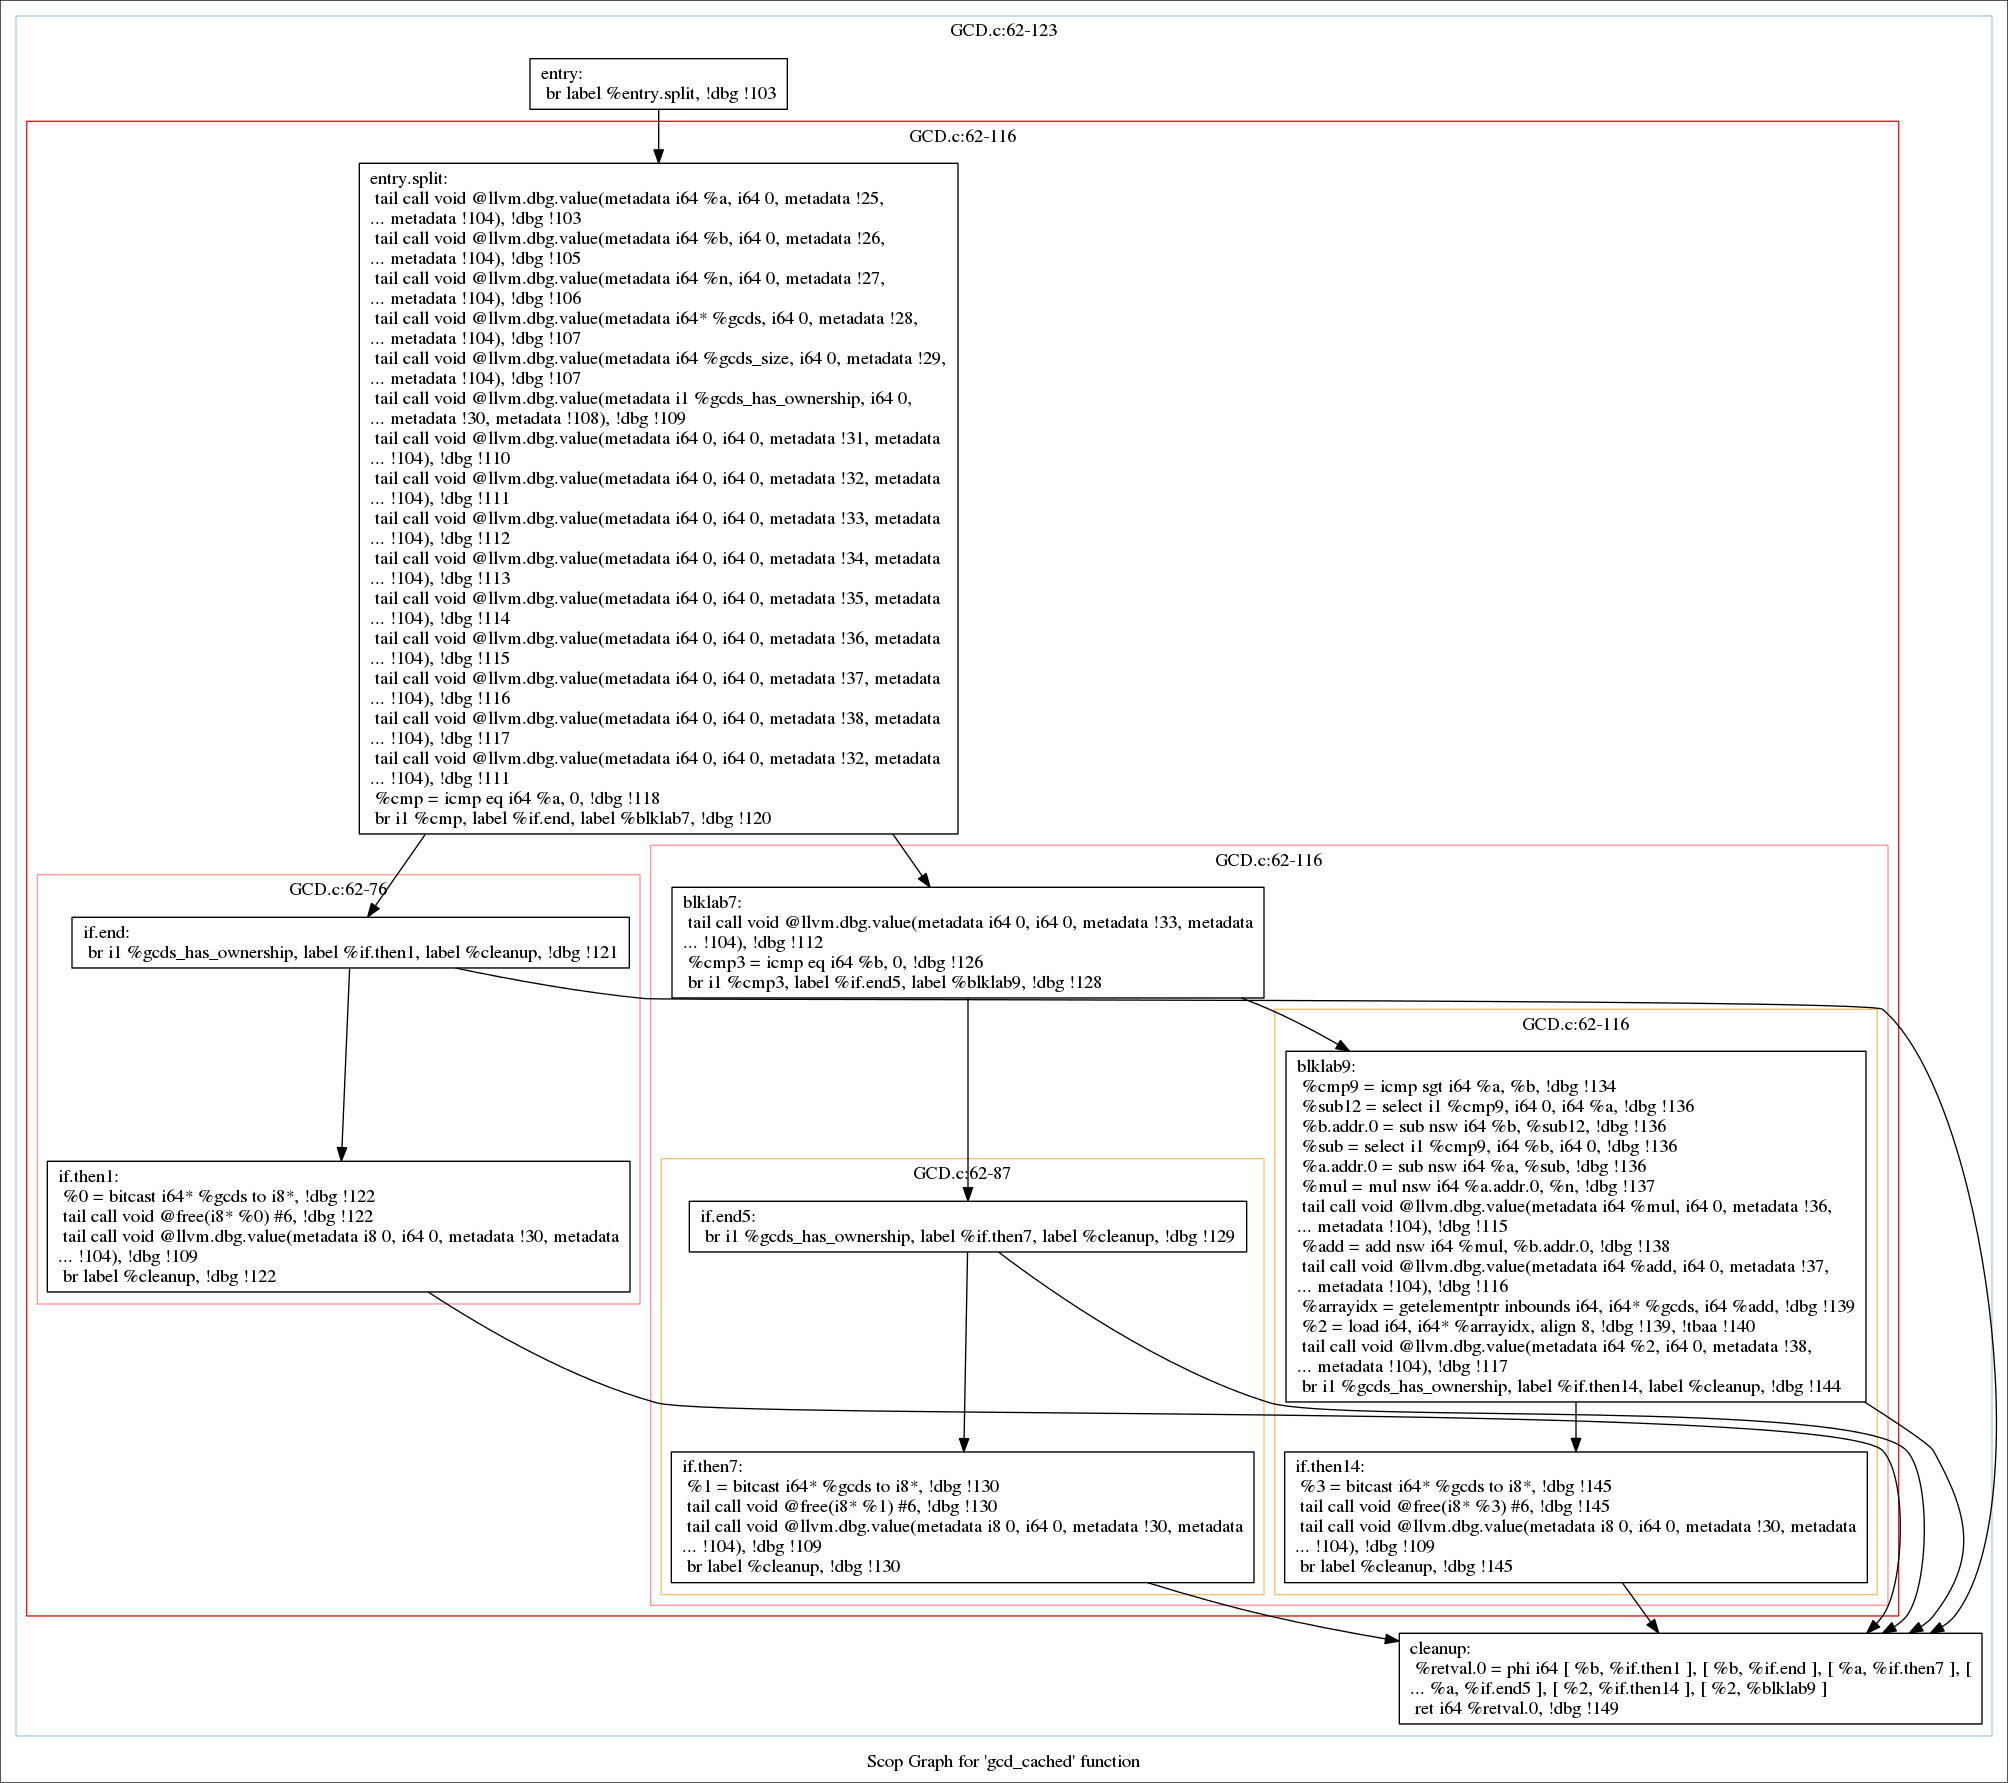 GCD.c:62-123
entry:
br label %entry.split, !dbg !103
GCD.c:62-116
entry.split:
tail call void @llvm.dbg.value(metadata i64 %a, i64 0, metadata !25,
... metadata !104), !dbg !103
tail call void @llvm.dbg.value(metadata i64 %b, i64 0, metadata !26,
... metadata !104), !dbg !105
tail call void @llvm.dbg.value(metadata i64 %n, i64 0, metadata !27,
... metadata !104), !dbg !106
tail call void @llvm.dbg.value(metadata i64* %gcds, i64 0, metadata !28,
... metadata !104), !dbg !107
tail call void @llvm.dbg.value(metadata i64 %gcds_size, i64 0, metadata !29,
... metadata !104), !dbg !107
tail call void @llvm.dbg.value(metadata i1 %gcds_has_ownership, i64 0,
... metadata !30, metadata !108), !dbg !109
tail call void @llvm.dbg.value(metadata i64 0, i64 0, metadata !31, metadata
... !104), !dbg !110
tail call void @llvm.dbg.value(metadata i64 0, i64 0, metadata !32, metadata
... !104), !dbg !111
tail call void @llvm.dbg.value(metadata i64 0, i64 0, metadata !33, metadata
... !104), !dbg !112
tail call void @llvm.dbg.value(metadata i64 0, i64 0, metadata !34, metadata
... !104), !dbg !113
tail call void @llvm.dbg.value(metadata i64 0, i64 0, metadata !35, metadata
... !104), !dbg !114
tail call void @llvm.dbg.value(metadata i64 0, i64 0, metadata !36, metadata
... !104), !dbg !115
tail call void @llvm.dbg.value(metadata i64 0, i64 0, metadata !37, metadata
... !104), !dbg !116
tail call void @llvm.dbg.value(metadata i64 0, i64 0, metadata !38, metadata
... !104), !dbg !117
tail call void @llvm.dbg.value(metadata i64 0, i64 0, metadata !32, metadata
... !104), !dbg !111
%cmp = icmp eq i64 %a, 0, !dbg !118
br i1 %cmp, label %if.end, label %blklab7, !dbg !120
GCD.c:62-76
if.end:
br i1 %gcds_has_ownership, label %if.then1, label %cleanup, !dbg !121
GCD.c:62-116
blklab7:
tail call void @llvm.dbg.value(metadata i64 0, i64 0, metadata !33, metadata
... !104), !dbg !112
%cmp3 = icmp eq i64 %b, 0, !dbg !126
br i1 %cmp3, label %if.end5, label %blklab9, !dbg !128
GCD.c:62-116
blklab9:
%cmp9 = icmp sgt i64 %a, %b, !dbg !134
%sub12 = select i1 %cmp9, i64 0, i64 %a, !dbg !136
%b.addr.0 = sub nsw i64 %b, %sub12, !dbg !136
%sub = select i1 %cmp9, i64 %b, i64 0, !dbg !136
%a.addr.0 = sub nsw i64 %a, %sub, !dbg !136
%mul = mul nsw i64 %a.addr.0, %n, !dbg !137
tail call void @llvm.dbg.value(metadata i64 %mul, i64 0, metadata !36,
... metadata !104), !dbg !115
%add = add nsw i64 %mul, %b.addr.0, !dbg !138
tail call void @llvm.dbg.value(metadata i64 %add, i64 0, metadata !37,
... metadata !104), !dbg !116
%arrayidx = getelementptr inbounds i64, i64* %gcds, i64 %add, !dbg !139
%2 = load i64, i64* %arrayidx, align 8, !dbg !139, !tbaa !140
tail call void @llvm.dbg.value(metadata i64 %2, i64 0, metadata !38,
... metadata !104), !dbg !117
br i1 %gcds_has_ownership, label %if.then14, label %cleanup, !dbg !144
if.then1:
%0 = bitcast i64* %gcds to i8*, !dbg !122
tail call void @free(i8* %0) #6, !dbg !122
tail call void @llvm.dbg.value(metadata i8 0, i64 0, metadata !30, metadata
... !104), !dbg !109
br label %cleanup, !dbg !122
GCD.c:62-87
if.end5:
br i1 %gcds_has_ownership, label %if.then7, label %cleanup, !dbg !129
if.then7:
%1 = bitcast i64* %gcds to i8*, !dbg !130
tail call void @free(i8* %1) #6, !dbg !130
tail call void @llvm.dbg.value(metadata i8 0, i64 0, metadata !30, metadata
... !104), !dbg !109
br label %cleanup, !dbg !130
if.then14:
%3 = bitcast i64* %gcds to i8*, !dbg !145
tail call void @free(i8* %3) #6, !dbg !145
tail call void @llvm.dbg.value(metadata i8 0, i64 0, metadata !30, metadata
... !104), !dbg !109
br label %cleanup, !dbg !145
cleanup:
%retval.0 = phi i64 [ %b, %if.then1 ], [ %b, %if.end ], [ %a, %if.then7 ], [
... %a, %if.end5 ], [ %2, %if.then14 ], [ %2, %blklab9 ]
ret i64 %retval.0, !dbg !149
Scop Graph for 'gcd_cached' function